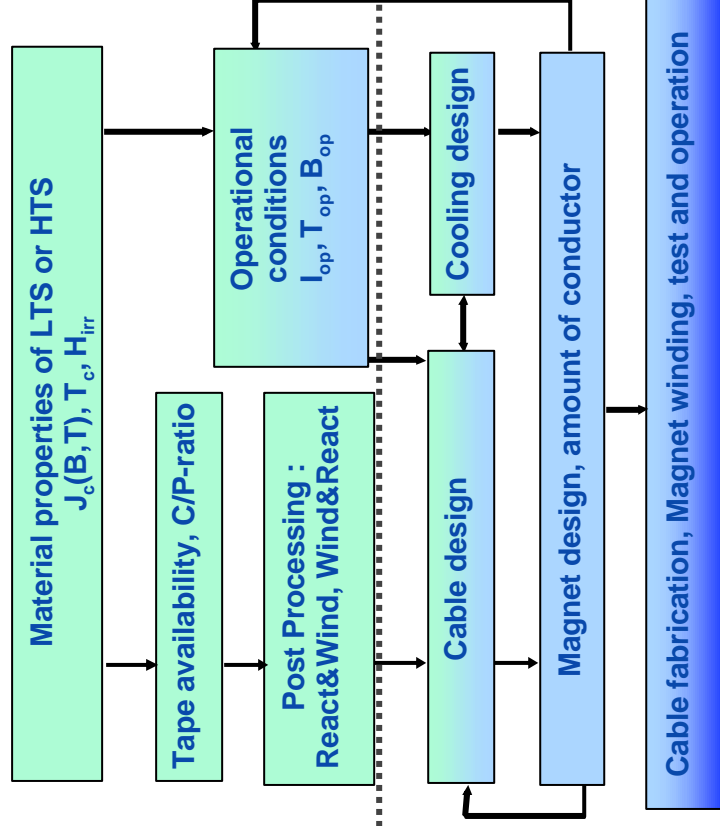 Material properties of LTS or HTS
Jc(B,T), Tc, Hirr
Tape availability, C/P-ratio
Operational
conditions
Iop, Top, Bop
Post Processing :
React&Wind, Wind&React
Cable design
Cooling design
Magnet design, amount of conductor
Cable fabrication, Magnet winding, test and operation